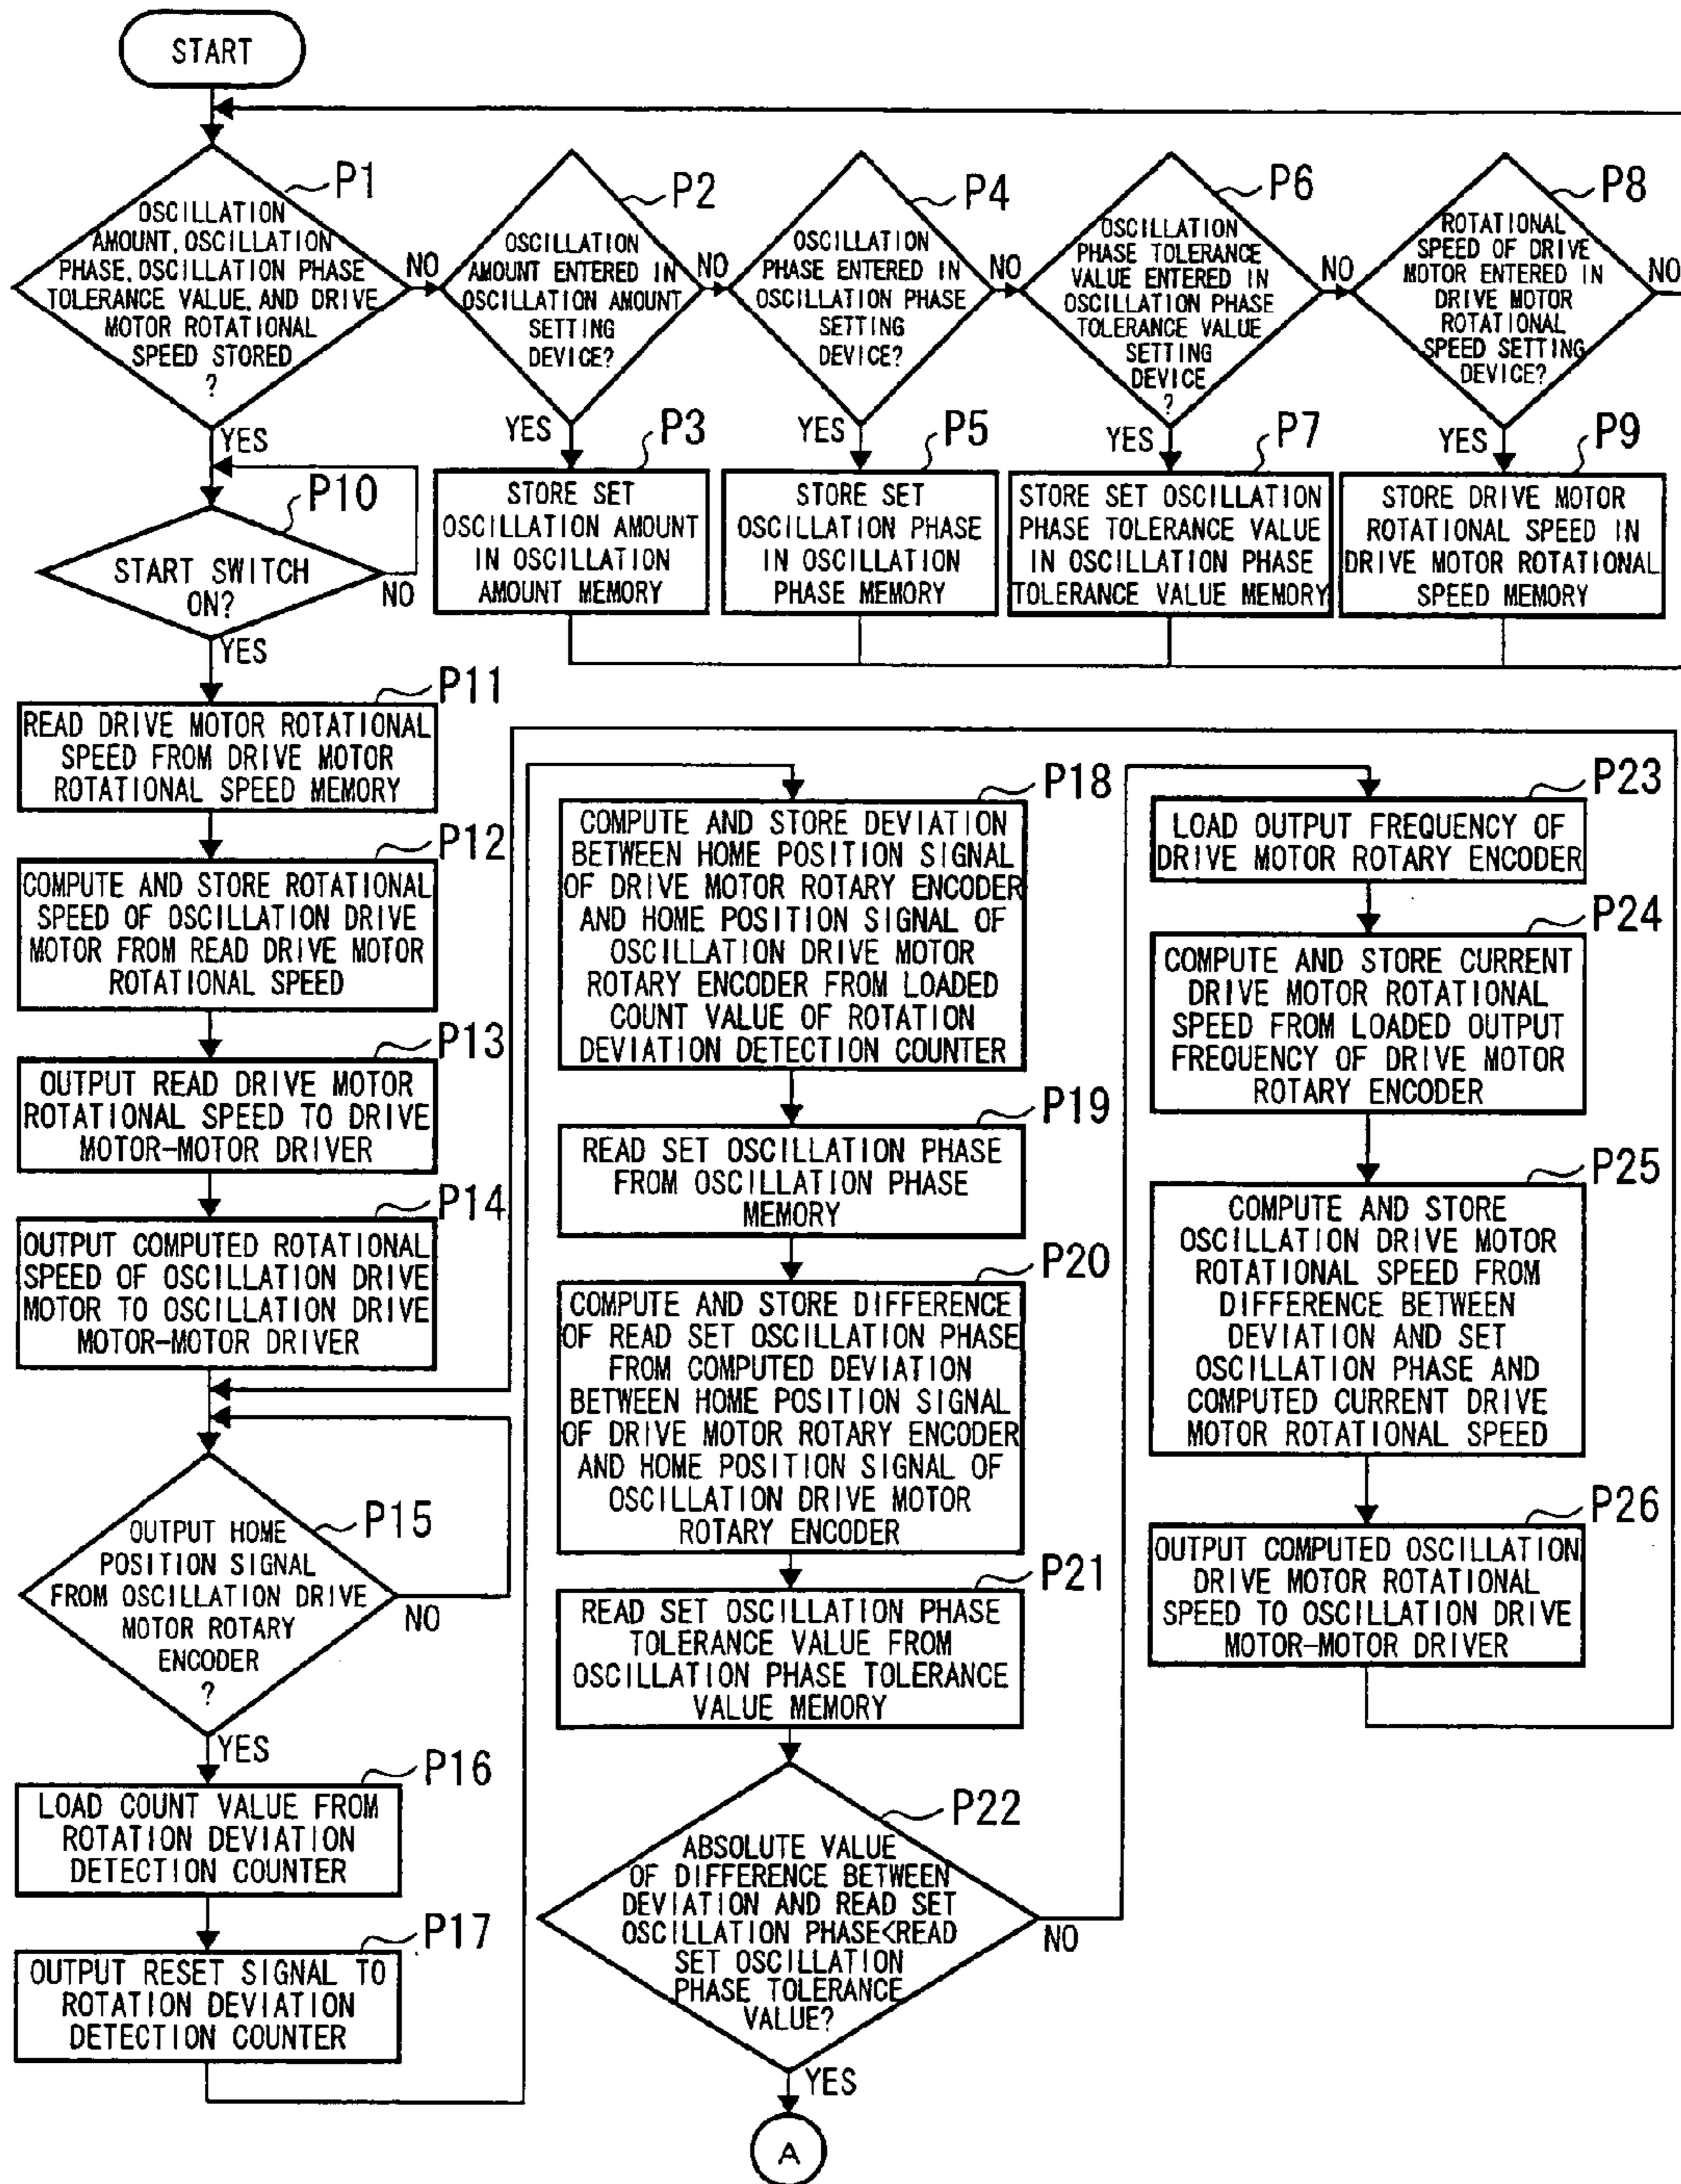 START
P1
OSCILLATION
AMOUNT, OSCILLATION
PHASE, OSCILLATION PHASE
TOLERANCE VALUE, AND DRIVE
MOTOR ROTATIONAL
SPEED STORED
?
NO
YES
P2
OSCILLATION
AMOUNT ENTERED IN
OSCILLATION AMOUNT
SETTING
DEVICE?
NO
YES
P3
STORE SET
OSCILLATION AMOUNT
IN OSCILLATION
AMOUNT MEMORY
P4
OSCILLATION
PHASE ENTERED IN
OSCILLATION PHASE
SETTING
DEVICE?
NO
YES
P5
STORE SET
OSCILLATION PHASE
IN OSCILLATION
PHASE MEMORY
P6
OSCILLATION
PHASE TOLERANCE
VALUE ENTERED IN
OSCILLATION PHASE
TOLERANCE VALUE
SETTING
DEVICE
?
NO
YES
P7
STORE SET OSCILLATION
PHASE TOLERANCE VALUE
IN OSCILLATION PHASE
TOLERANCE VALUE MEMORY
P8
ROTATIONAL
SPEED OF DRIVE
MOTOR ENTERED IN
DRIVE MOTOR
ROTATIONAL
SPEED SETTING
DEVICE?
NO
YES
P9
STORE DRIVE MOTOR
ROTATIONAL SPEED IN
DRIVE MOTOR ROTATIONAL
SPEED MEMORY
P10
START SWITCH
ON?
NO
YES
P11
READ DRIVE MOTOR ROTATIONAL
SPEED FROM DRIVE MOTOR
ROTATIONAL SPEED MEMORY
P12
COMPUTE AND STORE ROTATIONAL
SPEED OF OSCILLATION DRIVE
MOTOR FROM READ DRIVE MOTOR
ROTATIONAL SPEED
P13
OUTPUT READ DRIVE MOTOR
ROTATIONAL SPEED TO DRIVE
MOTOR-MOTOR DRIVER
P14
OUTPUT COMPUTED ROTATIONAL
SPEED OF OSCILLATION DRIVE
MOTOR TO OSCILLATION DRIVE
MOTOR-MOTOR DRIVER
P15
OUTPUT HOME
POSITION SIGNAL
FROM OSCILLATION DRIVE
MOTOR ROTARY
ENCODER
?
NO
YES
P16
LOAD COUNT VALUE FROM
ROTATION DEVIATION
DETECTION COUNTER
P17
OUTPUT RESET SIGNAL TO
ROTATION DEVIATION
DETECTION COUNTER
P18
COMPUTE AND STORE DEVIATION
BETWEEN HOME POSITION SIGNAL
OF DRIVE MOTOR ROTARY ENCODER
AND HOME POSITION SIGNAL OF
OSCILLATION DRIVE MOTOR
ROTARY ENCODER FROM LOADED
COUNT VALUE OF ROTATION
DEVIATION DETECTION COUNTER
P19
READ SET OSCILLATION PHASE
FROM OSCILLATION PHASE
MEMORY
P20
COMPUTE AND STORE DIFFERENCE
OF READ SET OSCILLATION PHASE
FROM COMPUTED DEVIATION
BETWEEN HOME POSITION SIGNAL
OF DRIVE MOTOR ROTARY ENCODER
AND HOME POSITION SIGNAL OF
OSCILLATION DRIVE MOTOR
ROTARY ENCODER
P21
READ SET OSCILLATION PHASE
TOLERANCE VALUE FROM
OSCILLATION PHASE TOLERANCE
VALUE MEMORY
P22
ABSOLUTE VALUE
OF DIFFERENCE BETWEEN
DEVIATION AND READ SET
OSCILLATION PHASE<READ
SET OSCILLATION
PHASE TOLERANCE
VALUE?
NO
YES
A
P23
LOAD OUTPUT FREQUENCY OF
DRIVE MOTOR ROTARY ENCODER
P24
COMPUTE AND STORE CURRENT
DRIVE MOTOR ROTATIONAL
SPEED FROM LOADED OUTPUT
FREQUENCY OF DRIVE MOTOR
ROTARY ENCODER
P25
COMPUTE AND STORE
OSCILLATION DRIVE MOTOR
ROTATIONAL SPEED FROM
DIFFERENCE BETWEEN
DEVIATION AND SET
OSCILLATION PHASE AND
COMPUTED CURRENT DRIVE
MOTOR ROTATIONAL SPEED
P26
OUTPUT COMPUTED OSCILLATION
DRIVE MOTOR ROTATIONAL
SPEED TO OSCILLATION DRIVE
MOTOR-MOTOR DRIVER